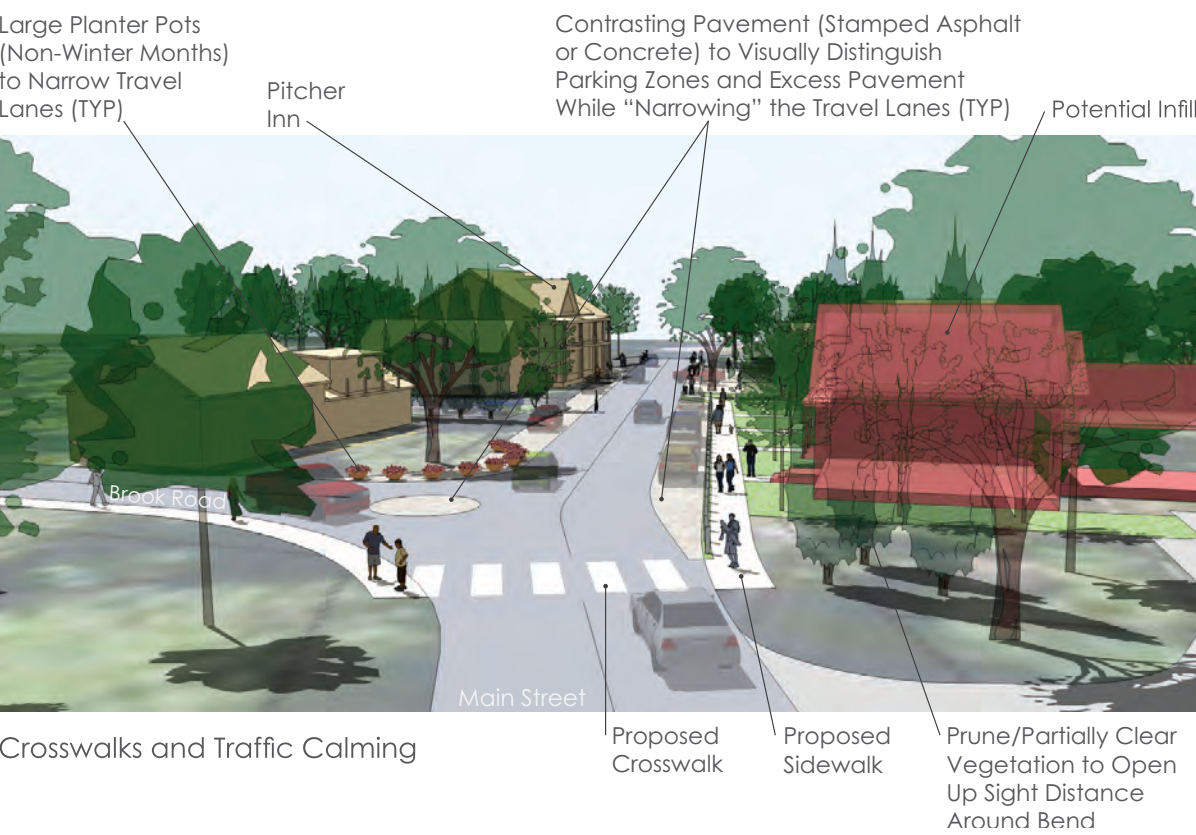 Large Planter Pots
(Non-Winter Months)
to Narrow Travel
Lanes (TYP)
Pitcher
Inn
Contrasting Pavement (Stamped Asphalt
or Concrete) to Visually Distinguish
Parking Zones and Excess Pavement
While “Narrowing” the Travel Lanes (TYP)
Potential Infill
Brook Road
Main Street
Crosswalks and Traffic Calming
Proposed
Crosswalk
Proposed
Sidewalk
Prune/Partially Clear
Vegetation to Open
Up Sight Distance
Around Bend